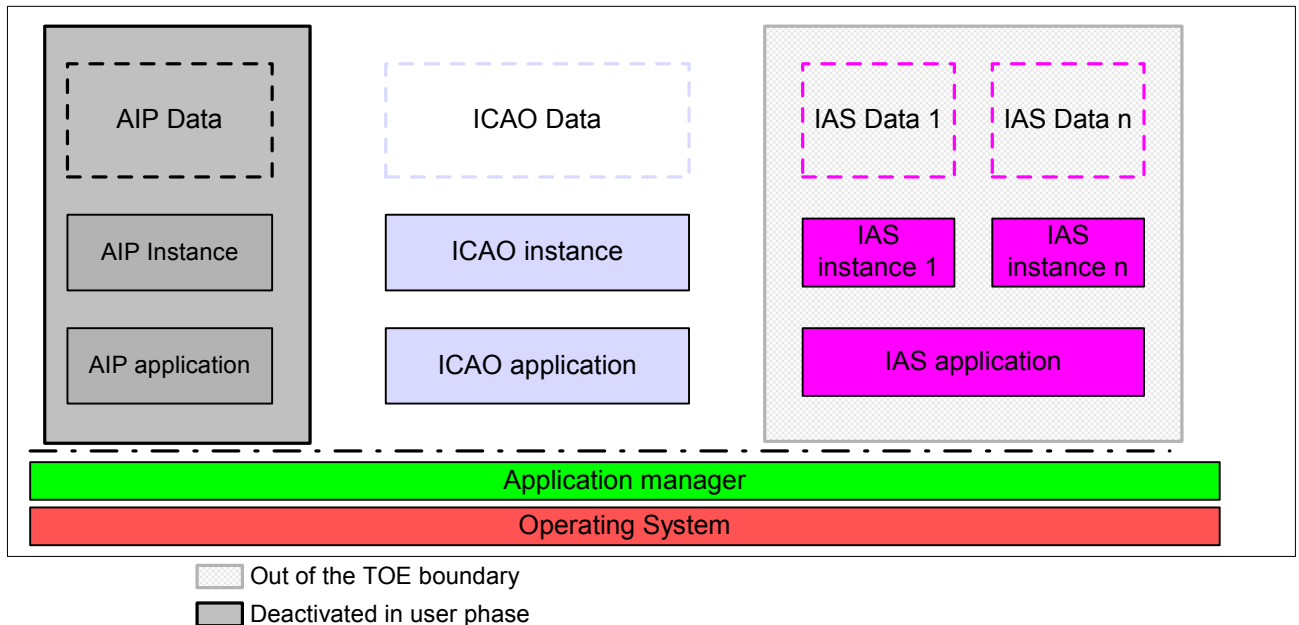 AIP Data
ICAO Data
IAS Data 1
IAS Data n
AIP Instance
ICAO instance
IAS
instance 1
IAS
instance n
AIP application
ICAO application
IAS application
Application manager
Operating System
Out of the TOE boundary
Deactivated in user phase